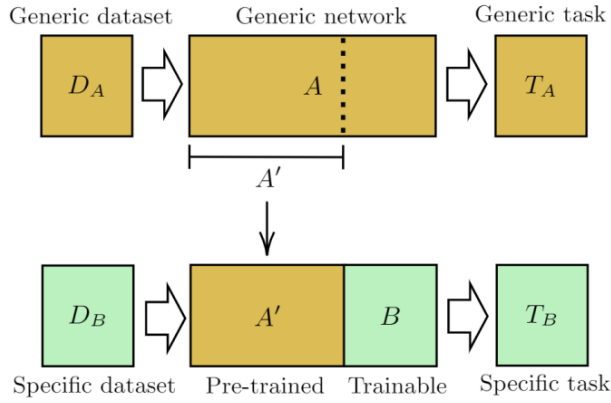 Generic dataset
Generic network
Generic task
D_A
A
T_A
A′
D_B
A′
B
T_B
Specific dataset
Pre-trained
Trainable
Specific task